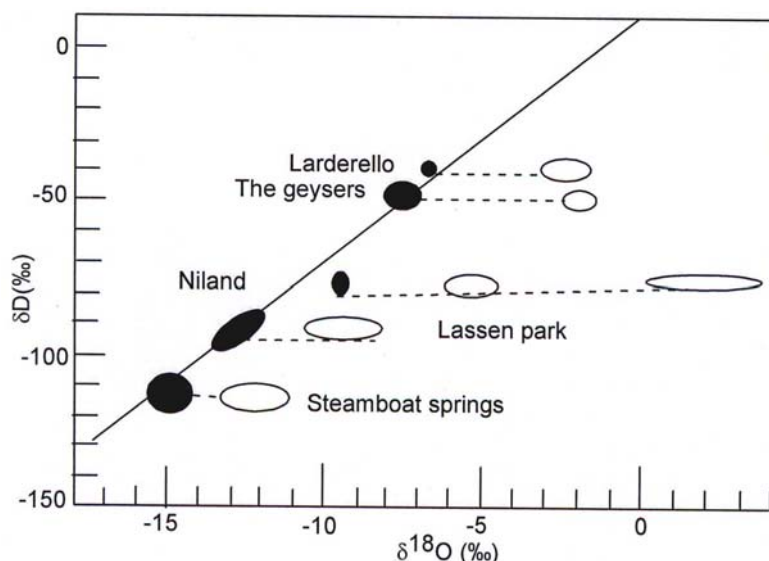 0
Larderello
The geysers
-50
δD(‰)
Niland
Lassen park
-100
Steamboat springs
-150
-15
-10
-5
0
δ¹⁸O (‰)